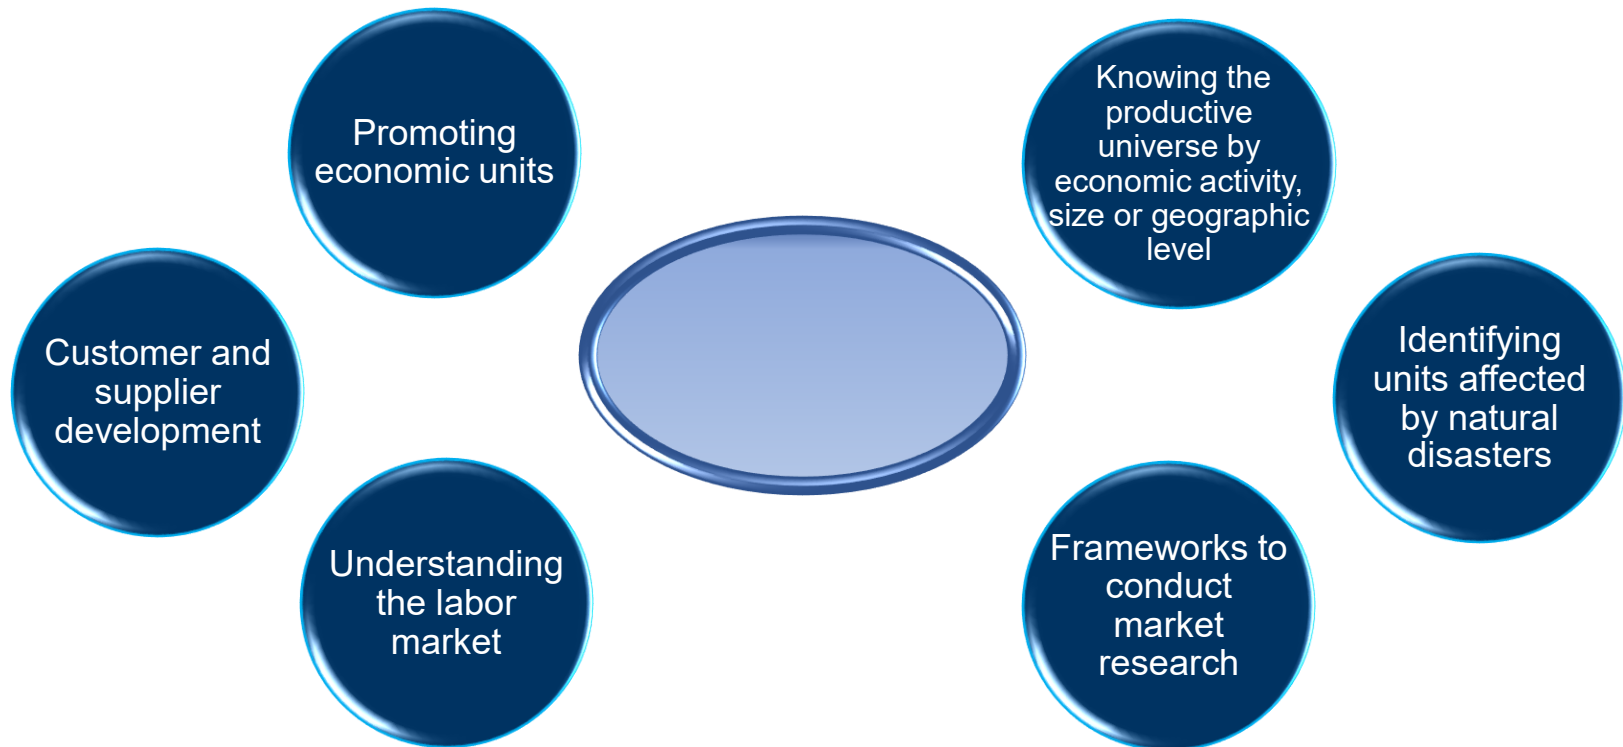 Promoting
economic units
Knowing the
productive
universe by
economic activity,
size or geographic
level
Customer and
supplier
development
Identifying
units affected
by natural
disasters
Understanding
the labor
market
Frameworks to
conduct
market
research